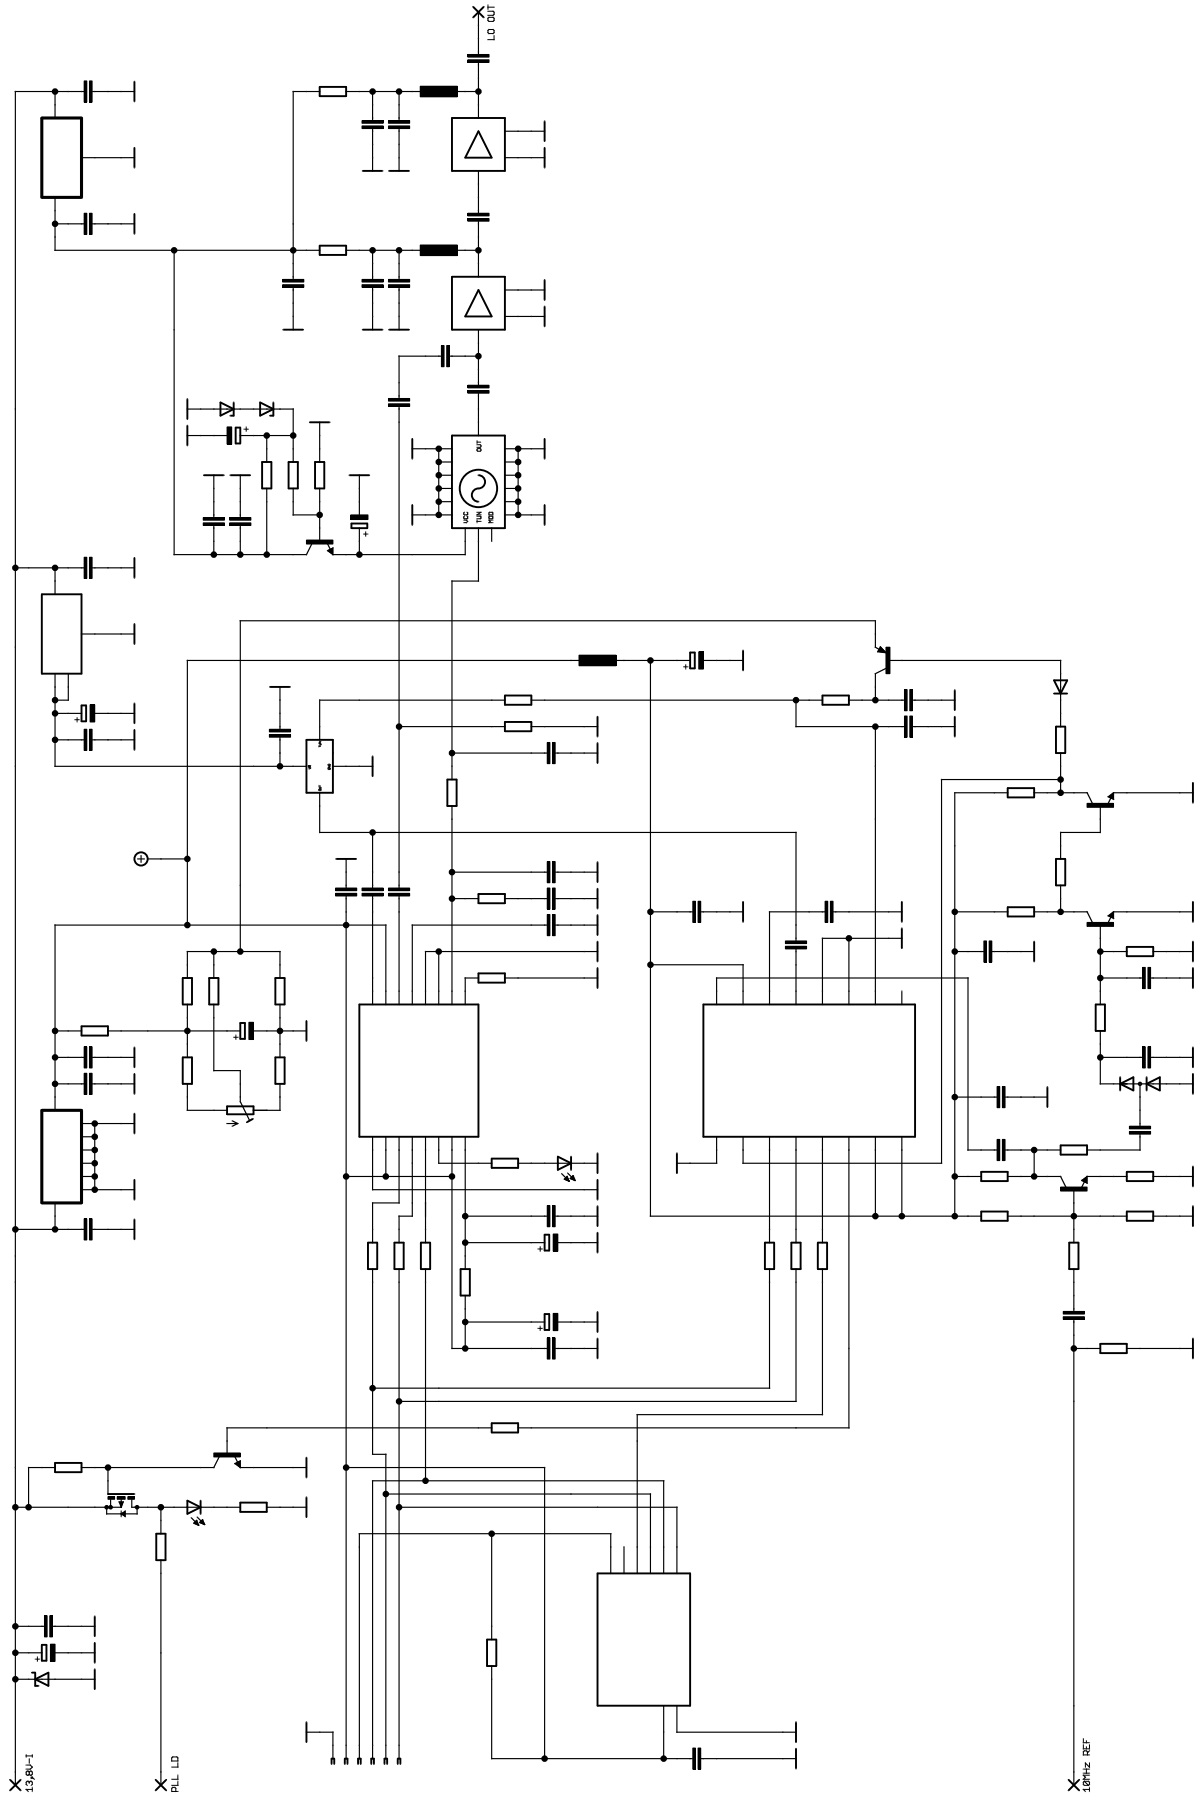 LO OUT
OUT
VCC
TUN
MOD
13,8V-I
PLL LD
10MHz REF